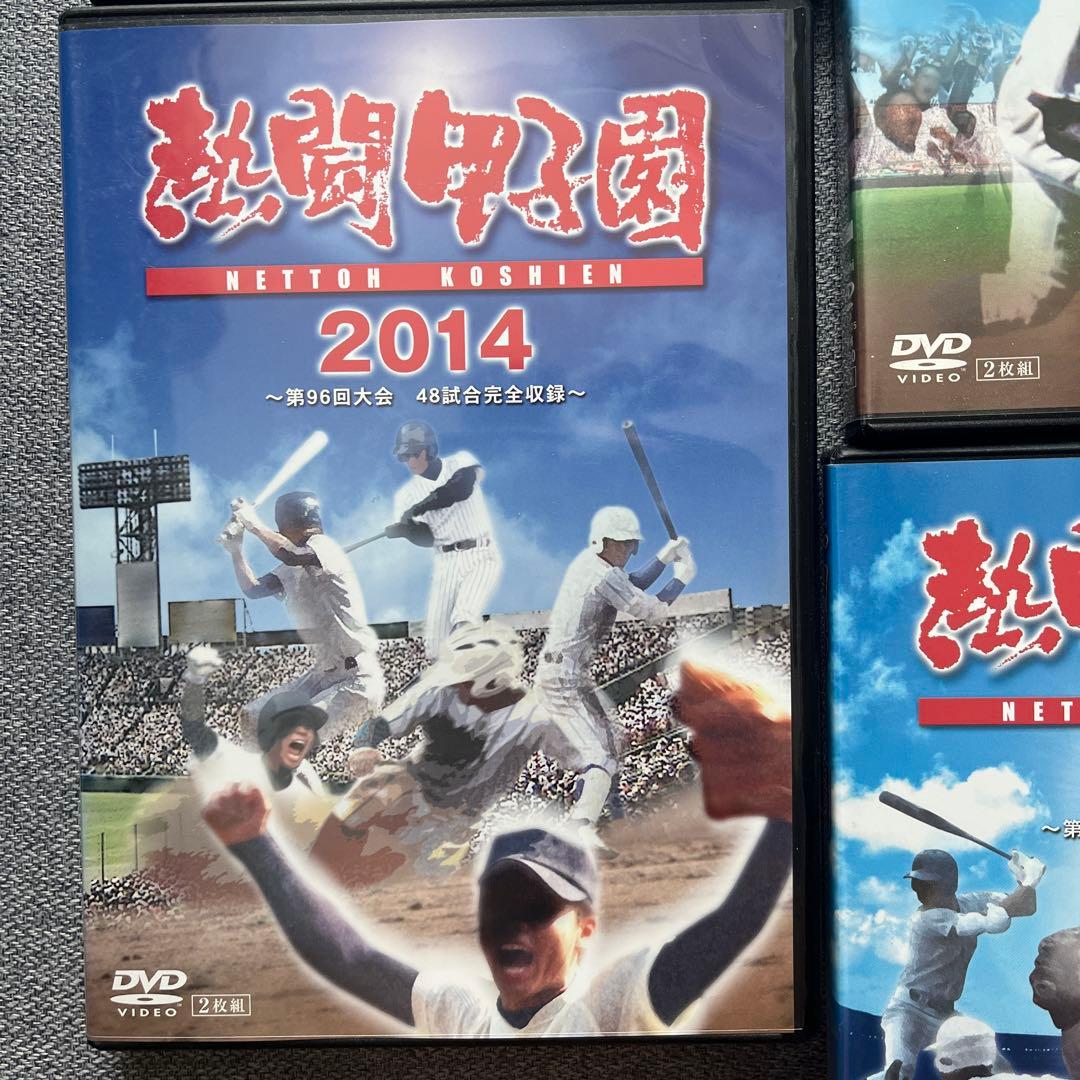 熱闘甲子園
NETTOH KOSHIEN
2014
～第96回大会 48試合完全収録～
DVD
VIDEO
2枚組
DVD
VIDEO
2枚組
熱
NET
～第